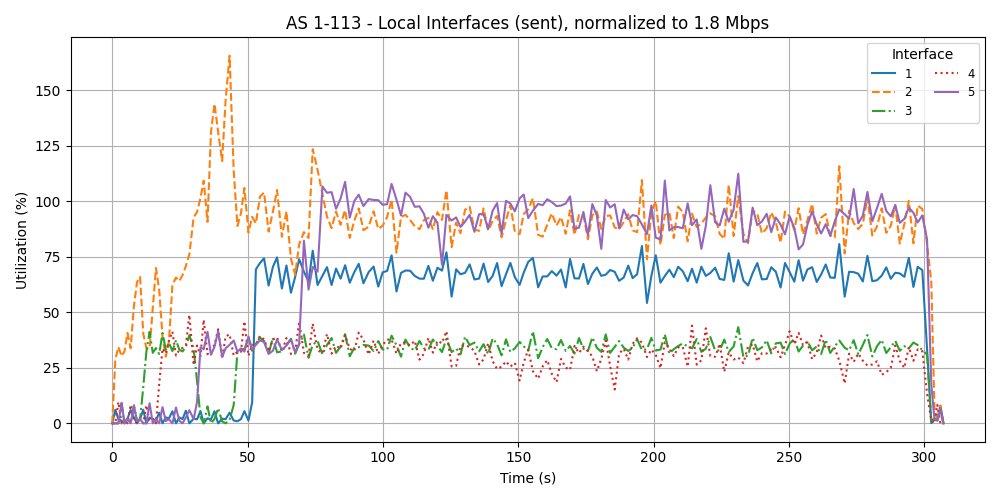 AS 1-113 - Local Interfaces (sent), normalized to 1.8 Mbps
Utilization (%)
150
125
100
75
50
25
0
0 50 100 150 200 250 300
Time (s)
Interface
1 4
2 5
3